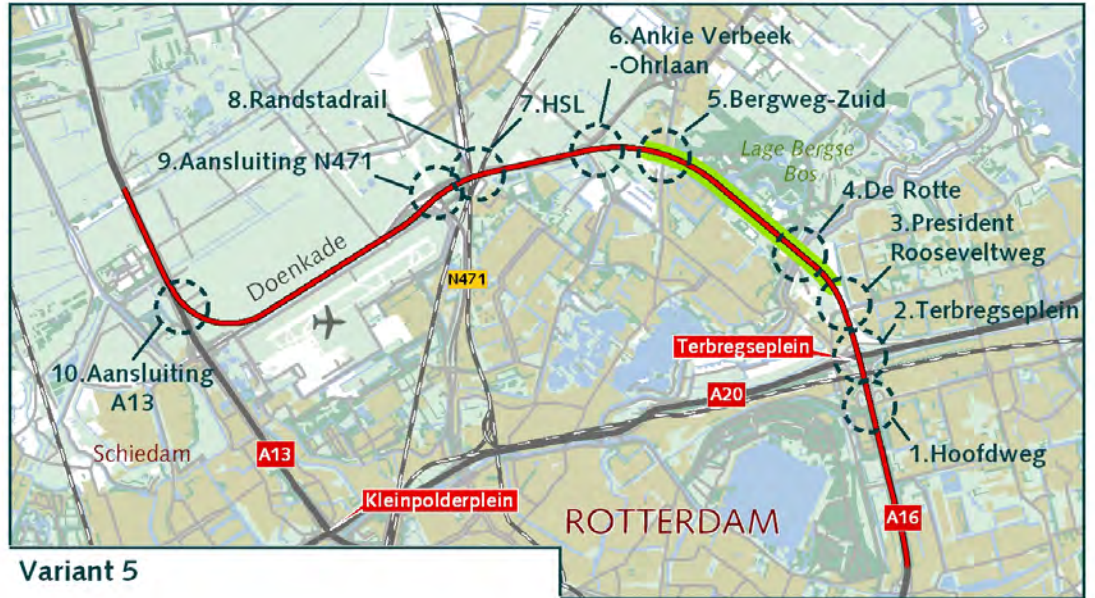 6.Ankie Verbeek
-Ohrlaan
8.Randstadrail
7.HSL
5.Bergweg-Zuid
9.Aansluiting N471
Lage Bergse
Bos
4.De Rotte
3.President
Rooseveltweg
Doenkade
N471
2.Terbregseplein
Terbregseplein
10.Aansluiting
A13
A20
Schiedam
A13
1.Hoofdweg
Kleinpolderplein
ROTTERDAM
A16
Variant 5